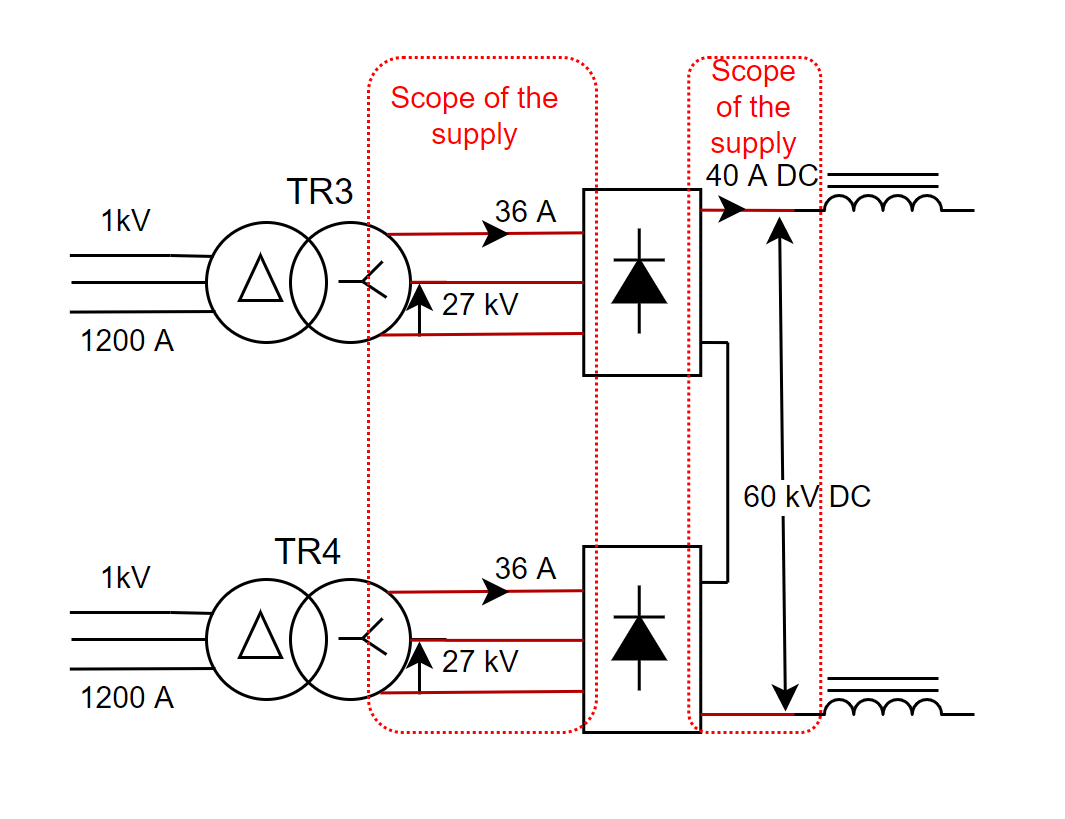 Scope of the
supply
Scope
of the
supply
40 A DC
TR3
1kV
36 A
27 kV
1200 A
60 kV DC
TR4
1kV
36 A
27 kV
1200 A